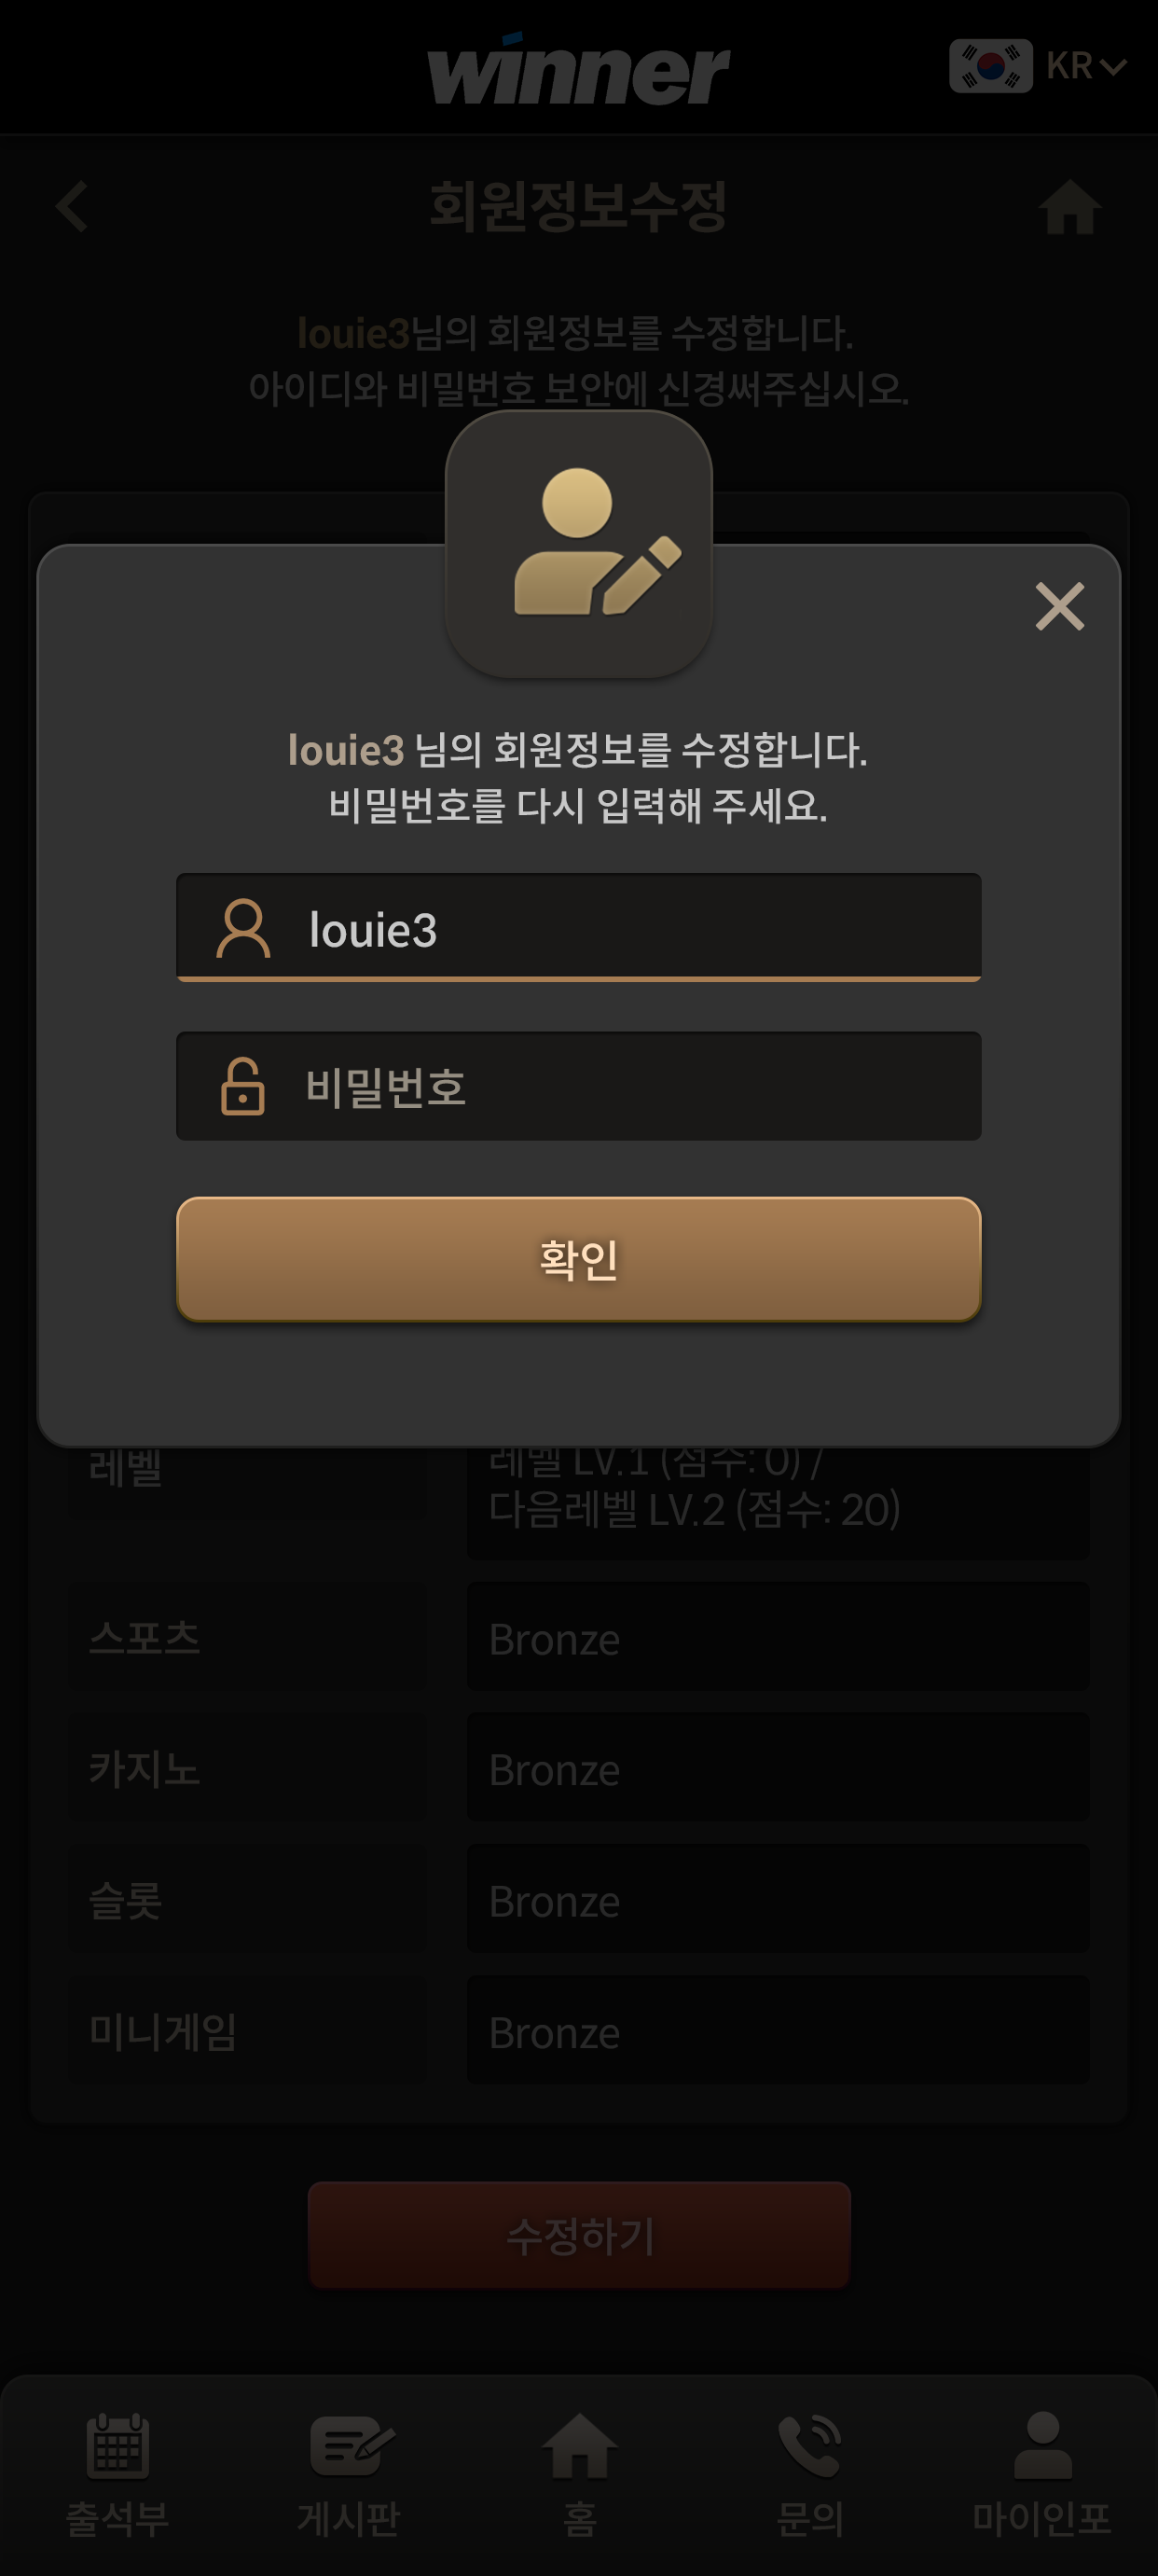 winner
KR
회원정보수정
louie3님의 회원정보를 수정합니다.
아이디와 비밀번호 보안에 신경써주십시오.
louie3 님의 회원정보를 수정합니다.
비밀번호를 다시 입력해 주세요.
louie3
비밀번호
확인
레벨
레벨 LV.1 (점수: 0) /
다음레벨 LV.2 (점수: 20)
스포츠
Bronze
카지노
Bronze
슬롯
Bronze
미니게임
Bronze
수정하기
출석부
게시판
홈
문의
마이인포